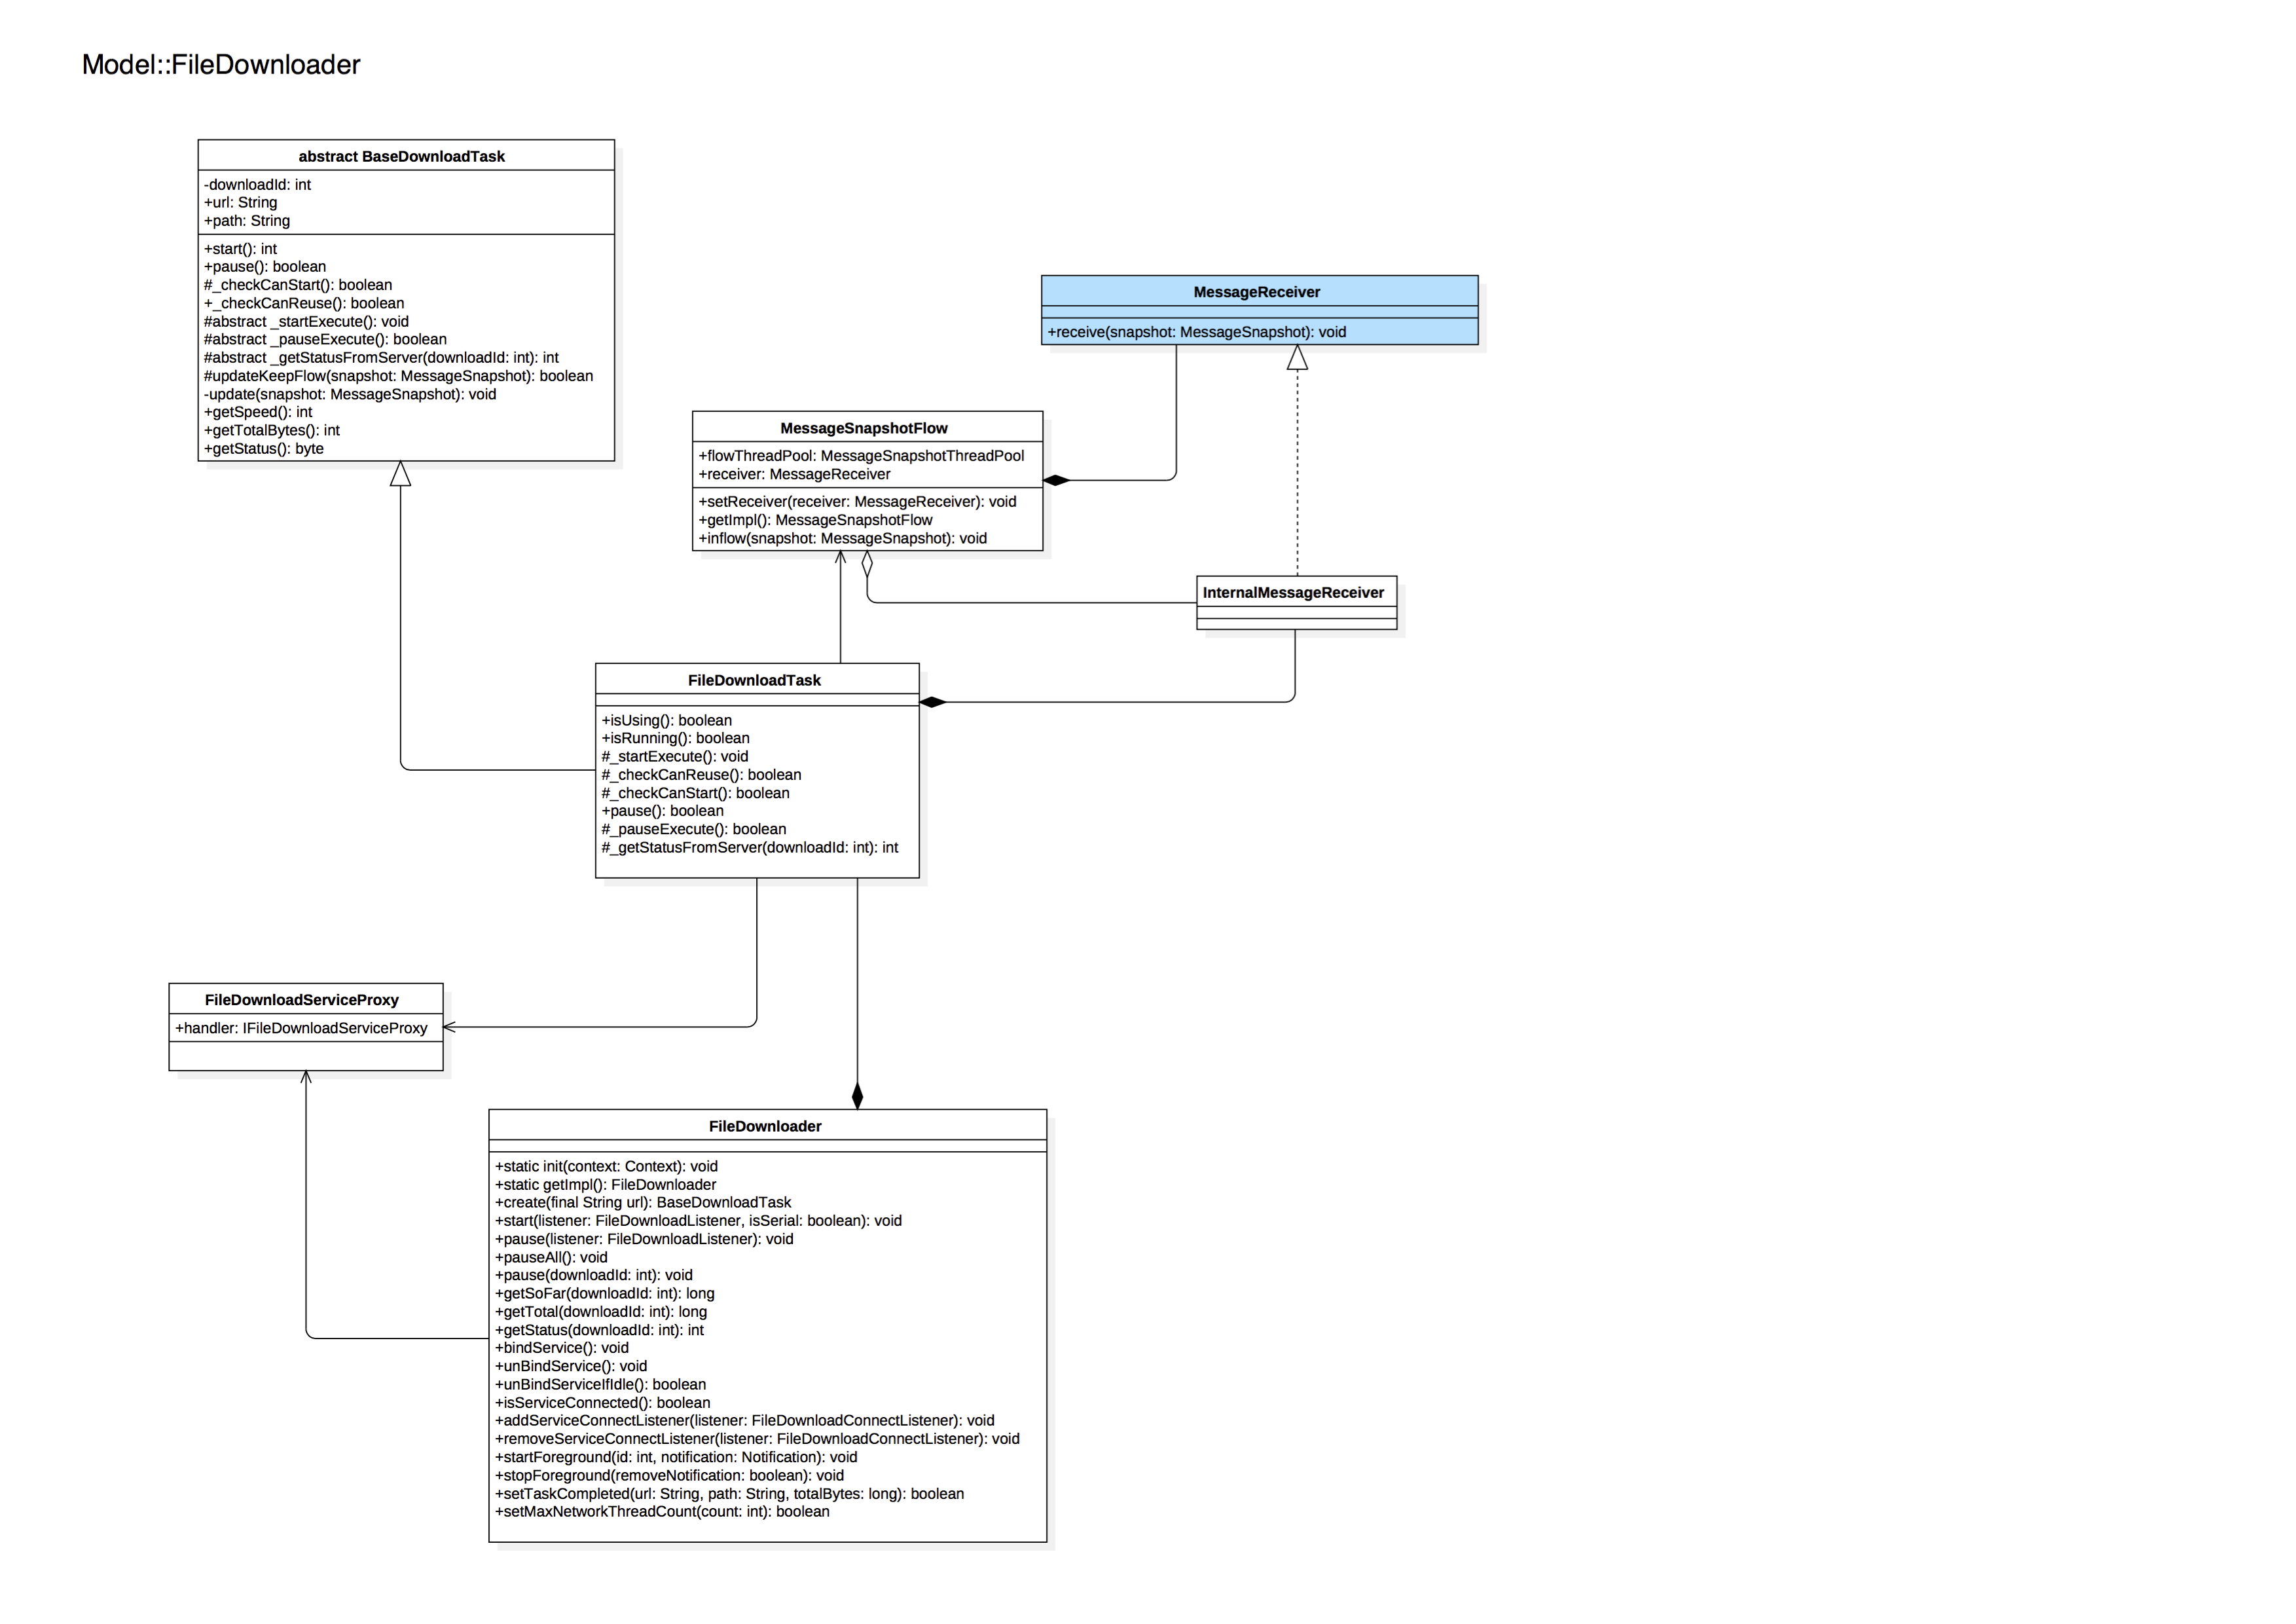 Model::FileDownloader
abstract BaseDownloadTask
-downloadId: int
+url: String
+path: String
+start(): int
+pause(): boolean
#_checkCanStart(): boolean
+_checkCanReuse(): boolean
#abstract _startExecute(): void
#abstract _pauseExecute(): boolean
#abstract _getStatusFromServer(downloadId: int): int
#updateKeepFlow(snapshot: MessageSnapshot): boolean
-update(snapshot: MessageSnapshot): void
+getSpeed(): int
+getTotalBytes(): int
+getStatus(): byte
MessageReceiver
+receive(snapshot: MessageSnapshot): void
MessageSnapshotFlow
+flowThreadPool: MessageSnapshotThreadPool
+receiver: MessageReceiver
+setReceiver(receiver: MessageReceiver): void
+getImpl(): MessageSnapshotFlow
+inflow(snapshot: MessageSnapshot): void
InternalMessageReceiver
FileDownloadTask
+isUsing(): boolean
+isRunning(): boolean
#_startExecute(): void
#_checkCanReuse(): boolean
#_checkCanStart(): boolean
+pause(): boolean
#_pauseExecute(): boolean
#_getStatusFromServer(downloadId: int): int
FileDownloadServiceProxy
+handler: IFileDownloadServiceProxy
FileDownloader
+static init(context: Context): void
+static getImpl(): FileDownloader
+create(final String url): BaseDownloadTask
+start(listener: FileDownloadListener, isSerial: boolean): void
+pause(listener: FileDownloadListener): void
+pauseAll(): void
+pause(downloadId: int): void
+getSoFar(downloadId: int): long
+getTotal(downloadId: int): long
+getStatus(downloadId: int): int
+bindService(): void
+unBindService(): void
+unBindServiceIfIdle(): boolean
+isServiceConnected(): boolean
+addServiceConnectListener(listener: FileDownloadConnectListener): void
+removeServiceConnectListener(listener: FileDownloadConnectListener): void
+startForeground(id: int, notification: Notification): void
+stopForeground(removeNotification: boolean): void
+setTaskCompleted(url: String, path: String, totalBytes: long): boolean
+setMaxNetworkThreadCount(count: int): boolean